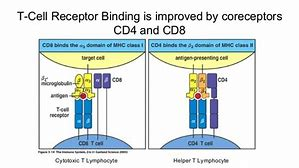 T-Cell Receptor Binding is improved by coreceptors
CD4 and CD8
CD8 binds the α3 domain of MHC class I
target cell
β2-
microglobulin
CD8
antigen
T-cell
receptor
CD8 T cell
Cytotoxic T Lymphocyte
CD4 binds the β2 domain of MHC class II
antigen-presenting cell
CD4
CD4 T cell
Helper T Lymphocyte